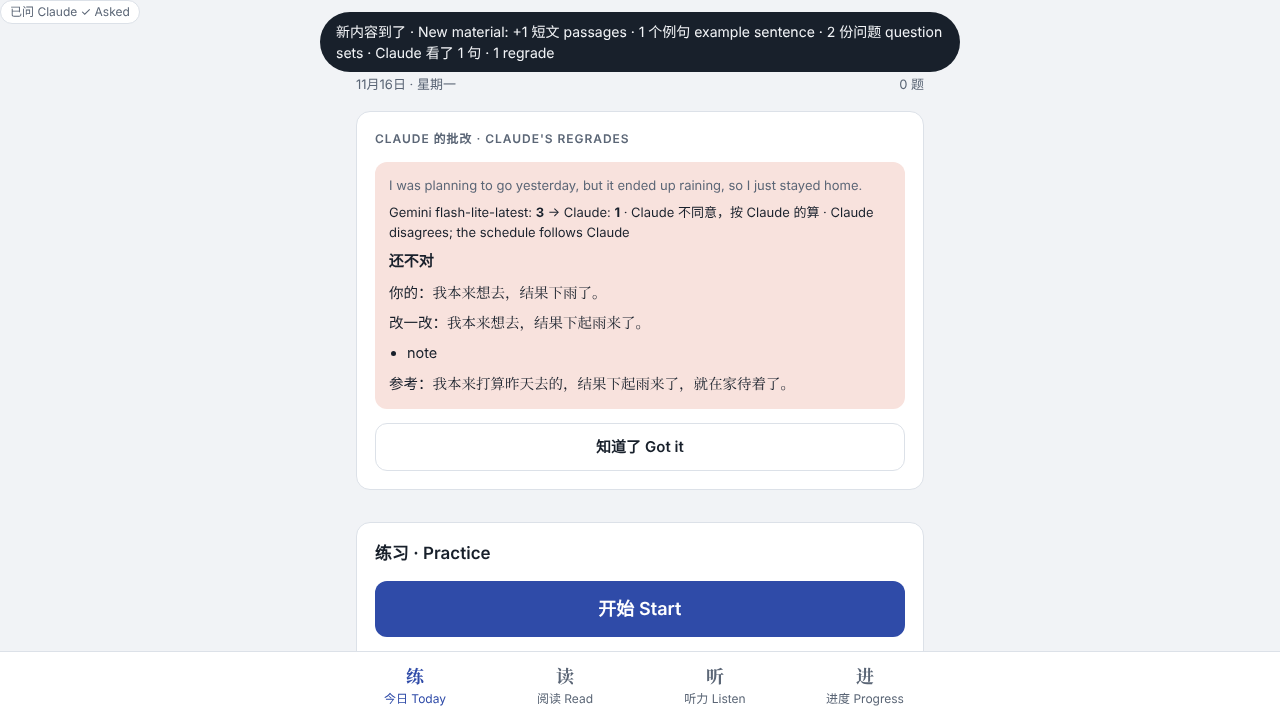 已问 Claude ✓ Asked
新内容到了 · New material: +1 短文 passages · 1 个例句 example sentence · 2 份问题 question
sets · Claude 看了 1 句 · 1 regrade
11月16日 · 星期一
0 题
CLAUDE 的批改 · CLAUDE'S REGRADES
I was planning to go yesterday, but it ended up raining, so I just stayed home.
Gemini flash-lite-latest: 3 → Claude: 1 · Claude 不同意，按 Claude 的算 · Claude
disagrees; the schedule follows Claude
还不对
你的：我本来想去，结果下雨了。
改一改：我本来想去，结果下起雨来了。
• note
参考：我本来打算昨天去的，结果下起雨来了，就在家待着了。
知道了 Got it
练习 · Practice
开始 Start
练 读 听 进
今日 Today 阅读 Read 听力 Listen 进度 Progress